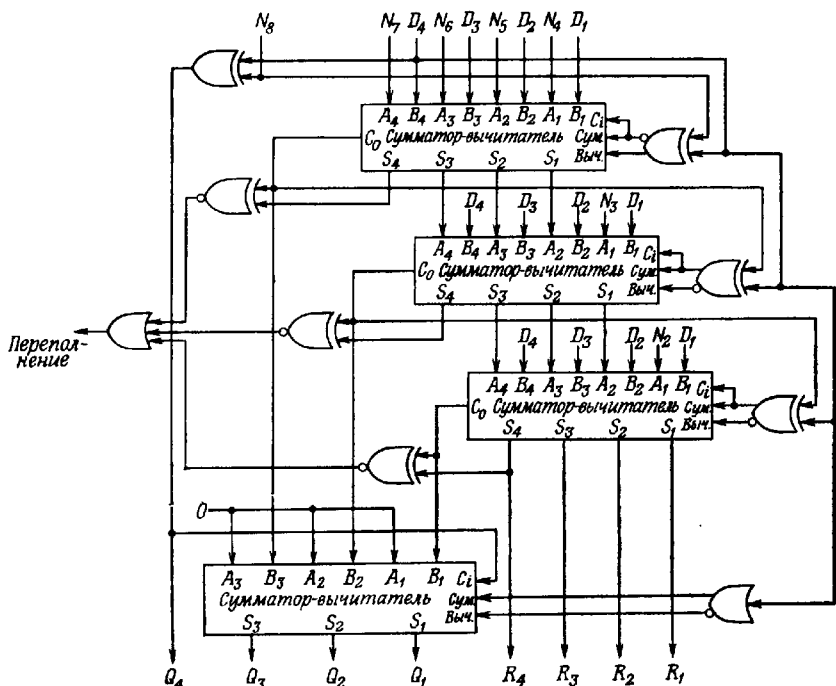 N8 N7 D4 N6 D3 N5 D2 N4 D1
A4 B4 A3 B3 A2 B2 A1 B1 Ci
C0 Сумматор-вычитатель Сум.
S4 S3 S2 S1 Выч.
D4 D3 D2 N3 D1
A4 B4 A3 B3 A2 B2 A1 B1 Ci
C0 Сумматор-вычитатель Сум.
S4 S3 S2 S1 Выч.
Перепол-
нение
D4 D3 D2 N2 D1
A4 B4 A3 B3 A2 B2 A1 B1 Ci
C0 Сумматор-вычитатель Сум.
S4 S3 S2 S1 Выч.
0
A3 B3 A2 B2 A1 B1 Ci
Сумматор-вычитатель Сум.
S3 S2 S1 Выч.
Q4 Q3 Q2 Q1 R4 R3 R2 R1